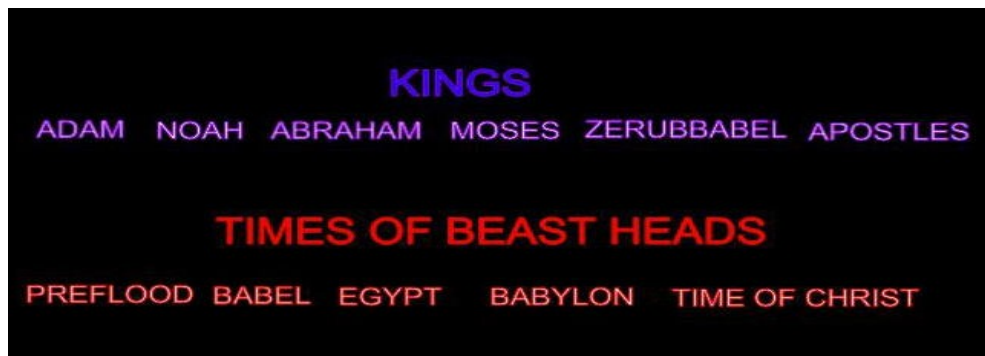 KINGS
ADAM NOAH ABRAHAM MOSES ZERUBBABEL APOSTLES
TIMES OF BEAST HEADS
PREFLOOD BABEL EGYPT BABYLON TIME OF CHRIST